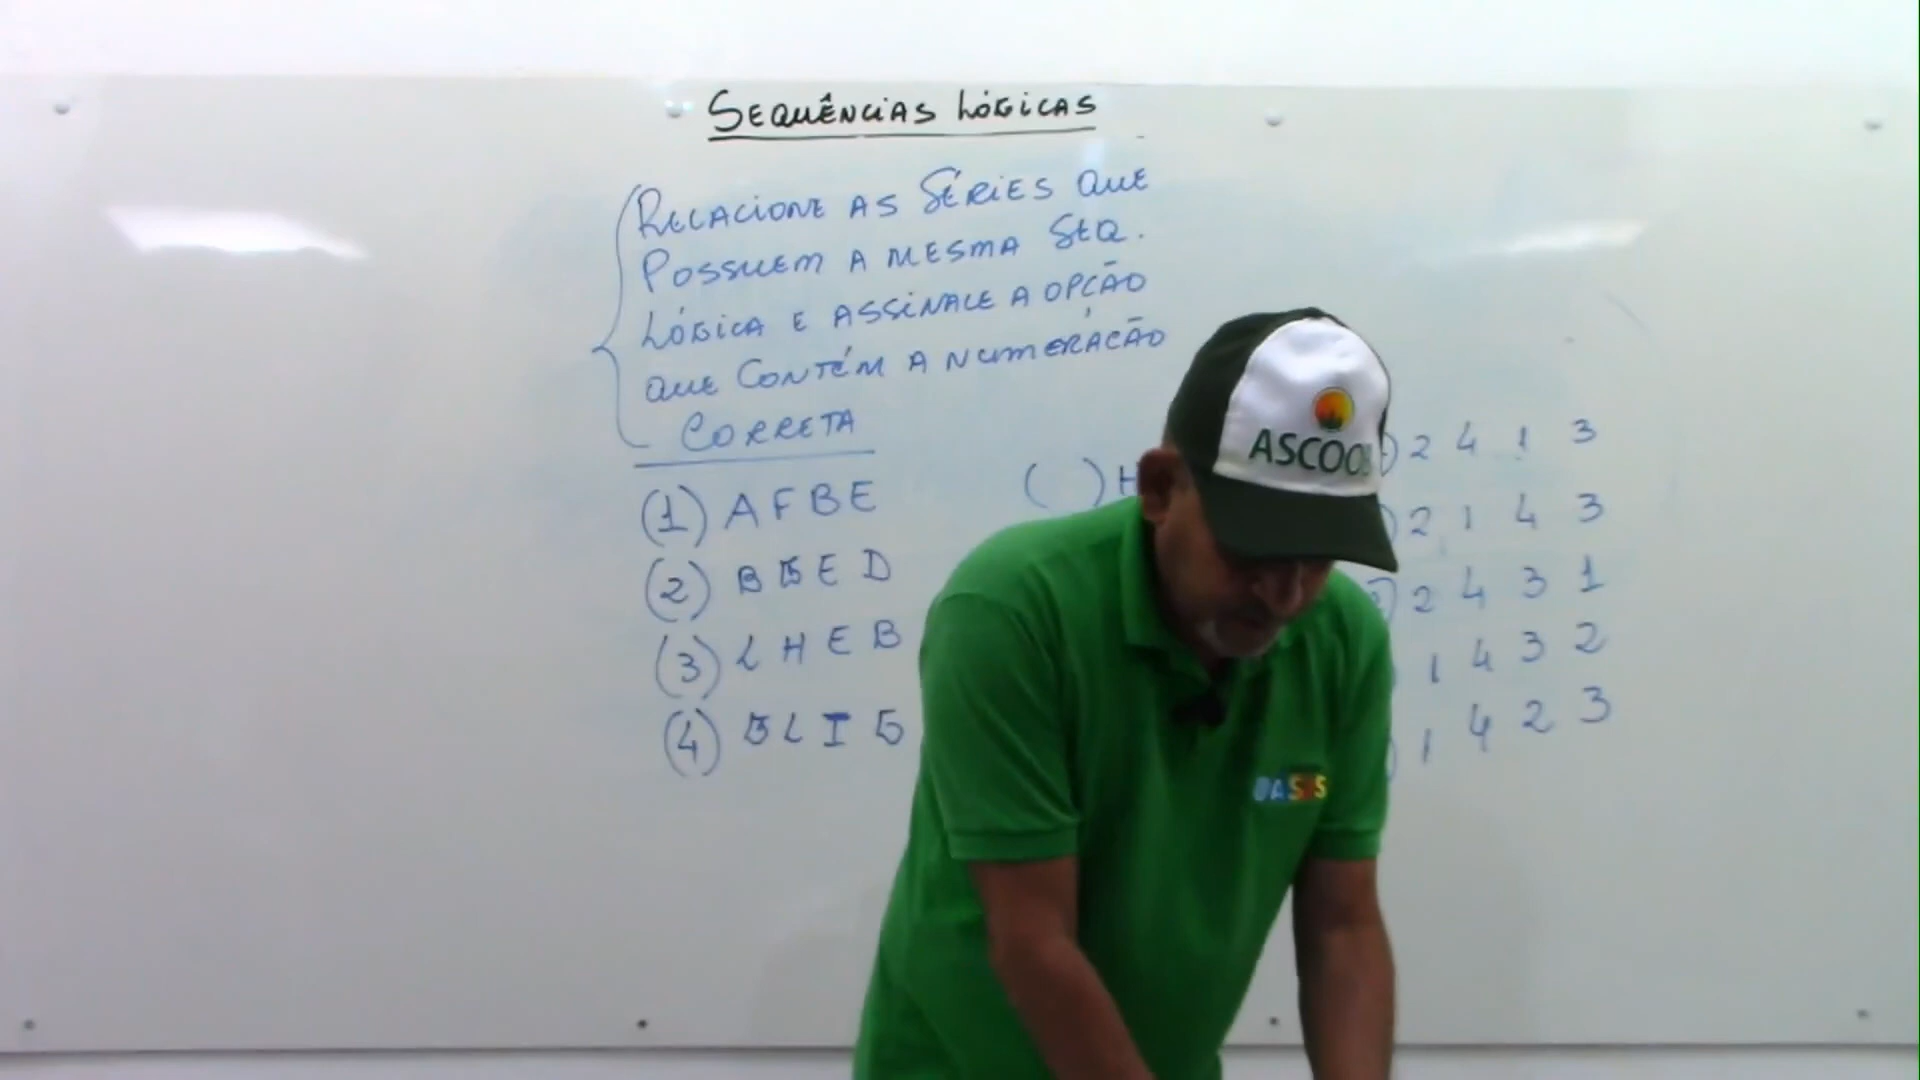 SEQUÊNCIAS LÓGICAS
RELACIONE AS SÉRIES QUE
POSSUEM A MESMA SEQ.
LÓGICA E ASSINALE A OPÇÃO
QUE CONTÉM A NUMERAÇÃO
CORRETA
(1) A F B E
(2) B G E D
(3) L H E B
(4) G L I G
( ) H
2 4 1 3
2 1 4 3
2 4 3 1
1 4 3 2
1 4 2 3
ASCOOB
OASIS